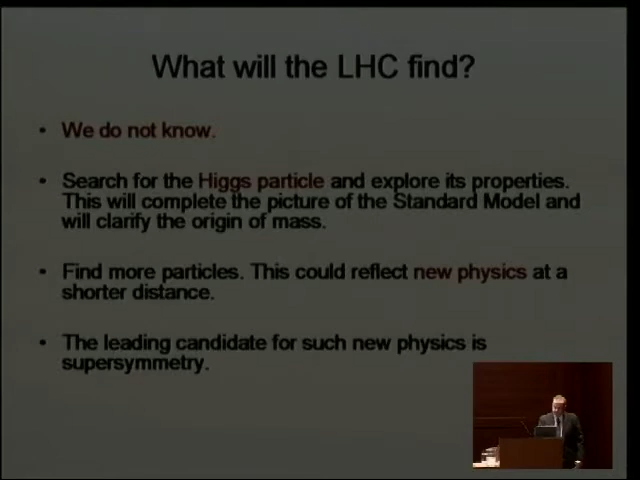 What will the LHC find?
• We do not know.
• Search for the Higgs particle and explore its properties.
This will complete the picture of the Standard Model and
will clarify the origin of mass.
• Find more particles. This could reflect new physics at a
shorter distance.
• The leading candidate for such new physics is
supersymmetry.